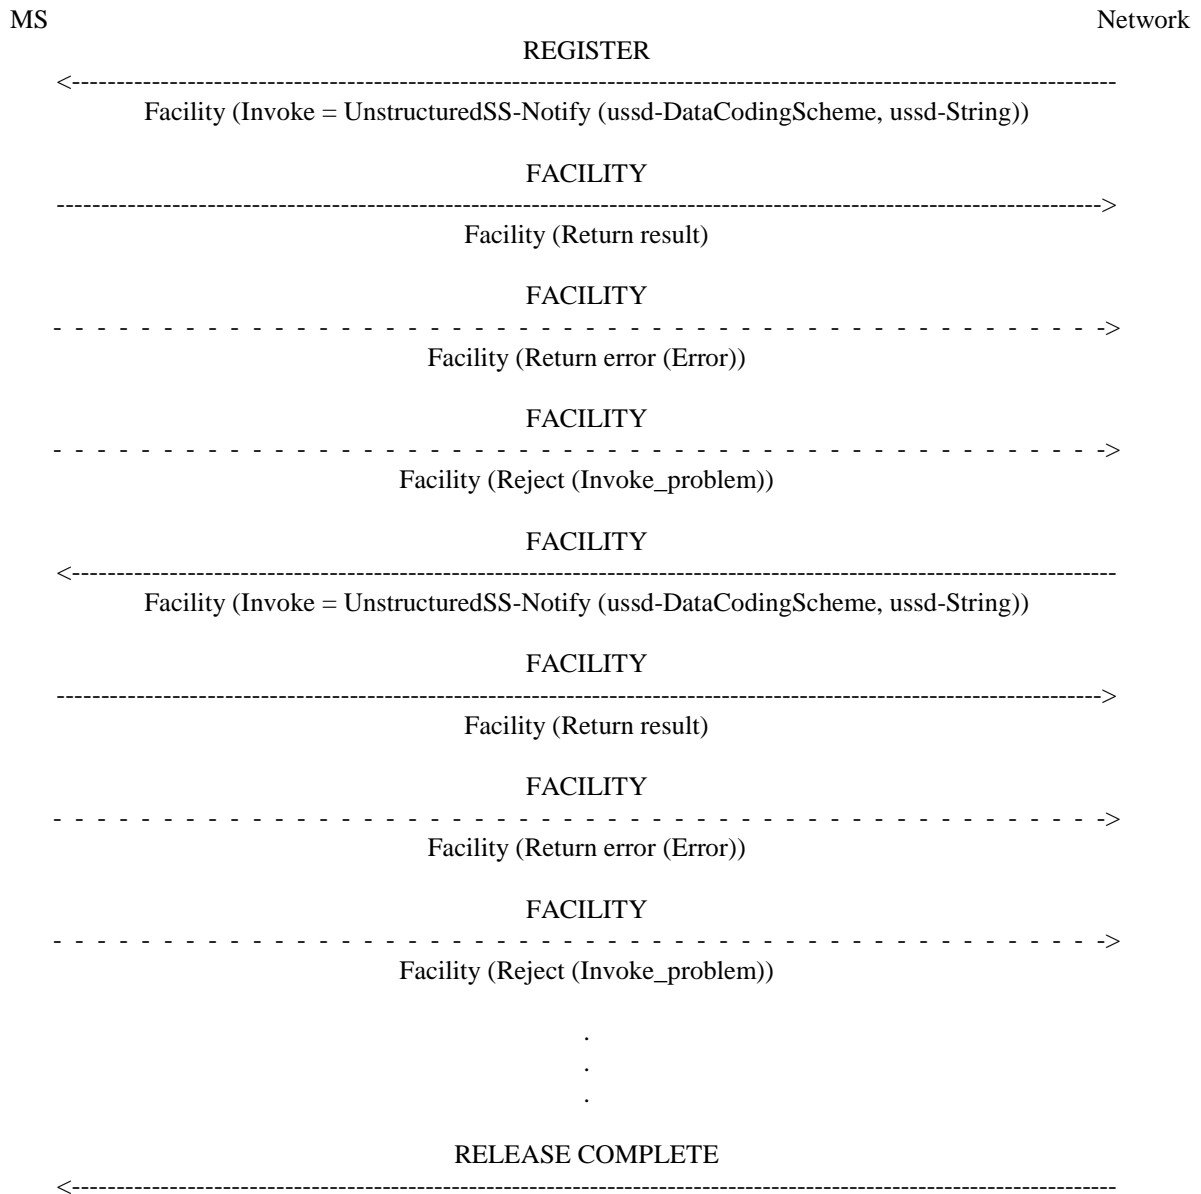 MS Network
REGISTER
<------------------------------------------------------------------------------------------------------------------------
Facility (Invoke = UnstructuredSS-Notify (ussd-DataCodingScheme, ussd-String))
FACILITY
------------------------------------------------------------------------------------------------------------------------>
Facility (Return result)
FACILITY
- - - - - - - - - - - - - - - - - - - - - - - - - - - - - - - - - - - - - - - - - - - - - - - ->
Facility (Return error (Error))
FACILITY
- - - - - - - - - - - - - - - - - - - - - - - - - - - - - - - - - - - - - - - - - - - - - - - ->
Facility (Reject (Invoke_problem))
FACILITY
<------------------------------------------------------------------------------------------------------------------------
Facility (Invoke = UnstructuredSS-Notify (ussd-DataCodingScheme, ussd-String))
FACILITY
------------------------------------------------------------------------------------------------------------------------>
Facility (Return result)
FACILITY
- - - - - - - - - - - - - - - - - - - - - - - - - - - - - - - - - - - - - - - - - - - - - - - ->
Facility (Return error (Error))
FACILITY
- - - - - - - - - - - - - - - - - - - - - - - - - - - - - - - - - - - - - - - - - - - - - - - ->
Facility (Reject (Invoke_problem))
.
.
.
RELEASE COMPLETE
<------------------------------------------------------------------------------------------------------------------------